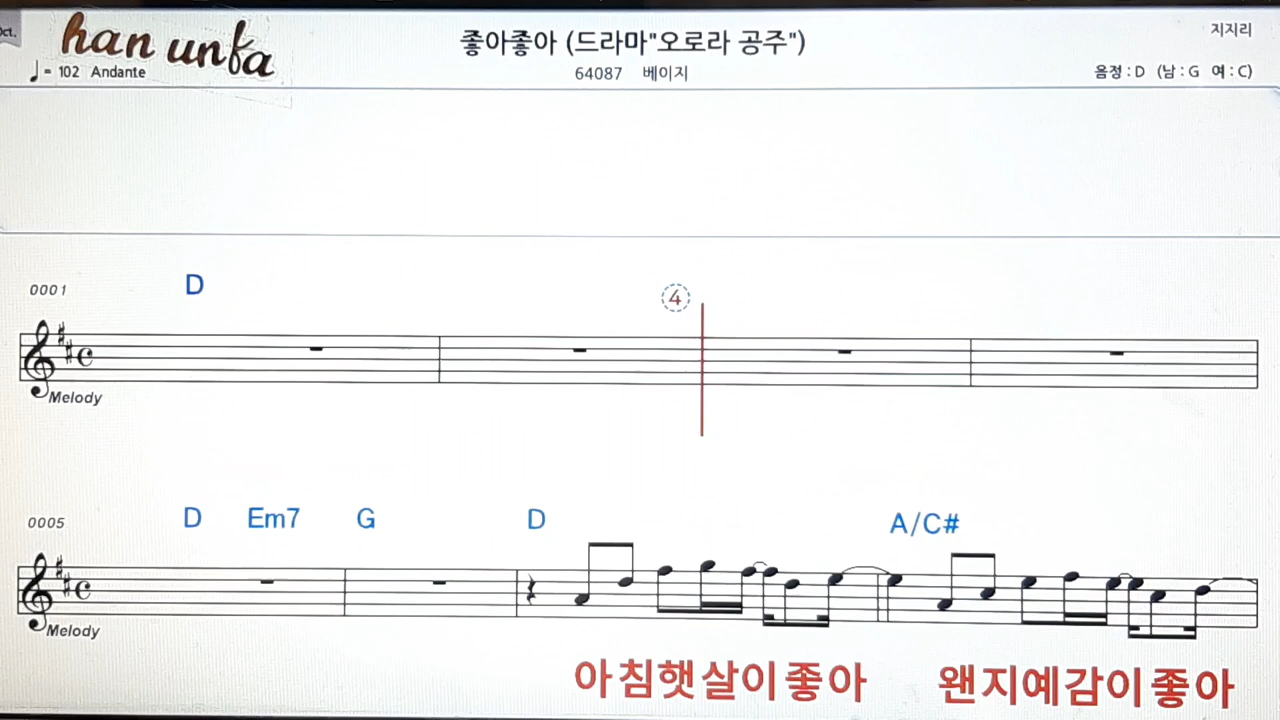 Oct.
han unfa
좋아좋아 (드라마"오로라 공주")
지지리
♩= 102 Andante
64087 베이지
음정 : D (남 : G 여 : C)
0001
D
4
Melody
0005
D Em7 G D A/C#
Melody
아침햇살이좋아 왠지예감이좋아